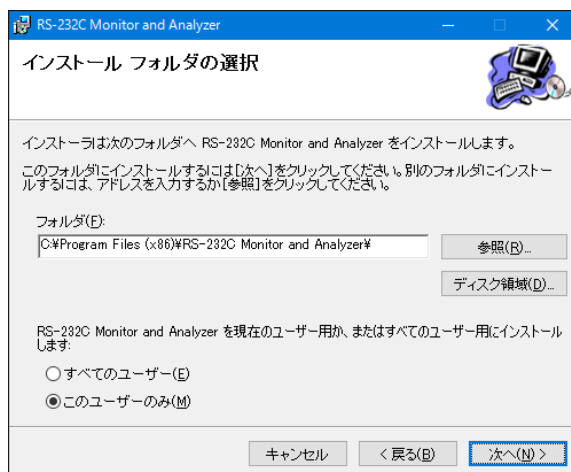 RS-232C Monitor and Analyzer
インストール フォルダの選択
インストーラは次のフォルダへ RS-232C Monitor and Analyzer をインストールします。
このフォルダにインストールするには[次へ]をクリックしてください。別のフォルダにインストー
ルするには、アドレスを入力するか[参照]をクリックしてください。
フォルダ(F):
C:¥Program Files (x86)¥RS-232C Monitor and Analyzer¥
参照(R)...
ディスク領域(D)...
RS-232C Monitor and Analyzer を現在のユーザー用か、またはすべてのユーザー用にインストール
します:
すべてのユーザー(E)
このユーザーのみ(M)
キャンセル
< 戻る(B)
次へ(N) >